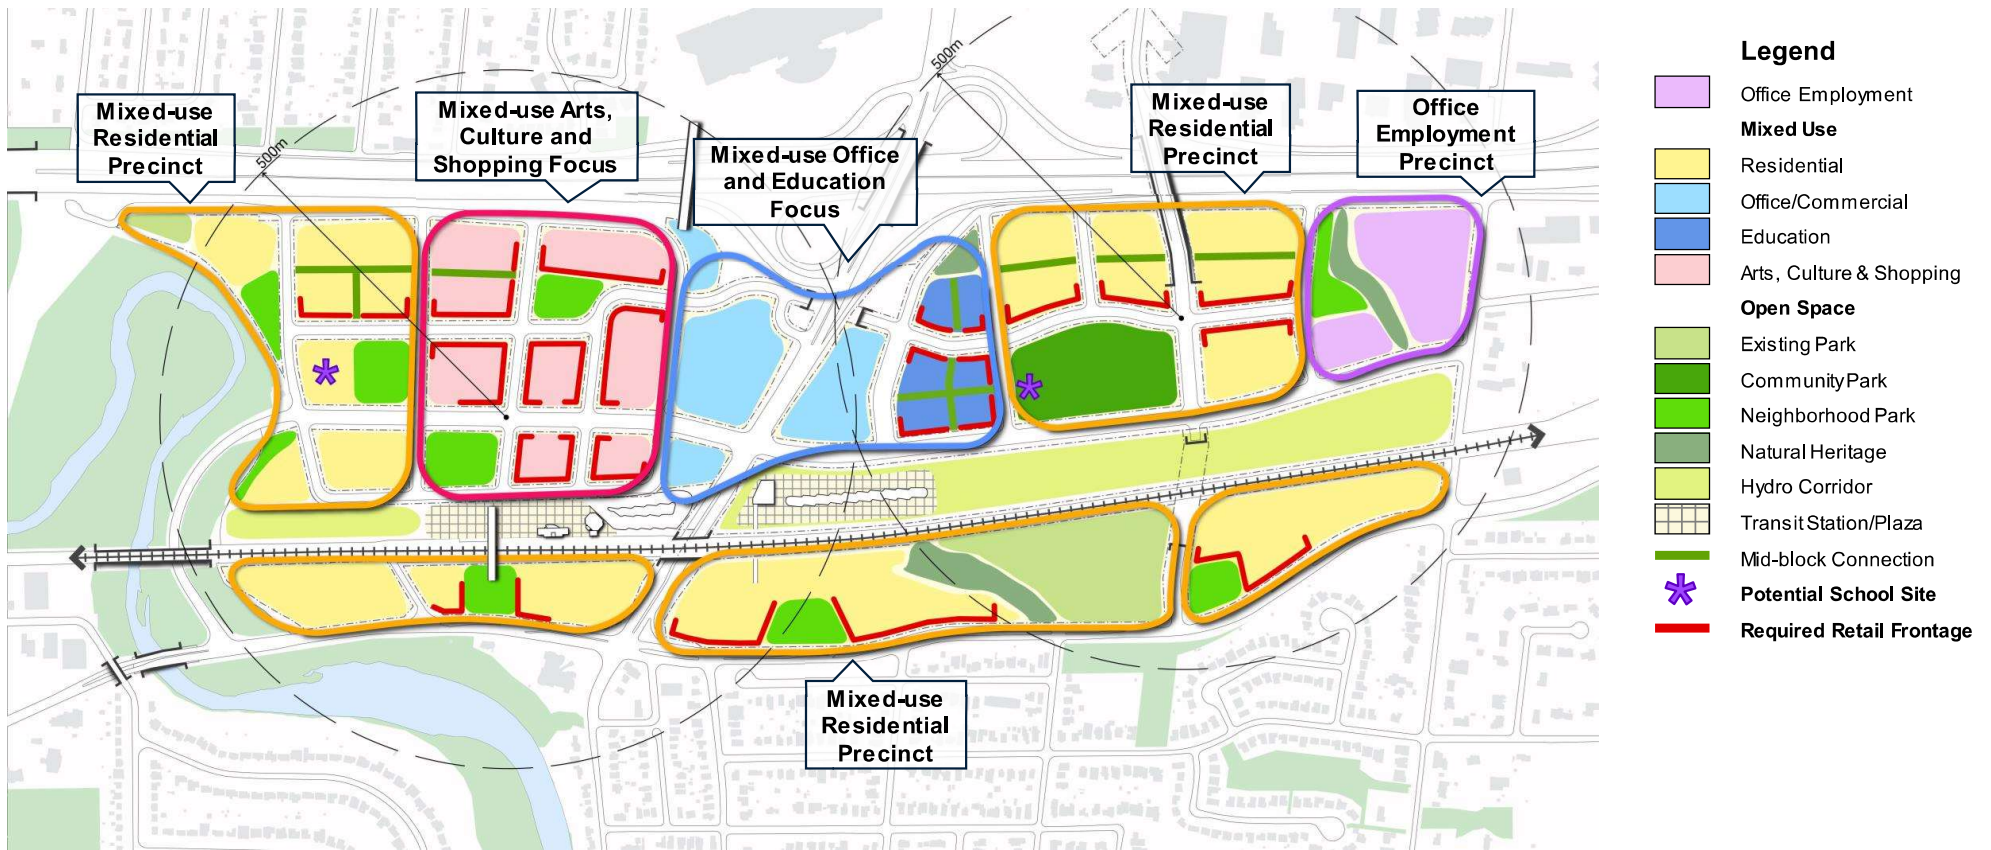 Mixed-use
Residential
Precinct
Mixed-use Arts,
Culture and
Shopping Focus
Mixed-use Office
and Education
Focus
Mixed-use
Residential
Precinct
Office
Employment
Precinct
500m
500m
Mixed-use
Residential
Precinct
Legend
Office Employment
Mixed Use
Residential
Office/Commercial
Education
Arts, Culture & Shopping
Open Space
Existing Park
Community Park
Neighborhood Park
Natural Heritage
Hydro Corridor
Transit Station/Plaza
Mid-block Connection
Potential School Site
Required Retail Frontage